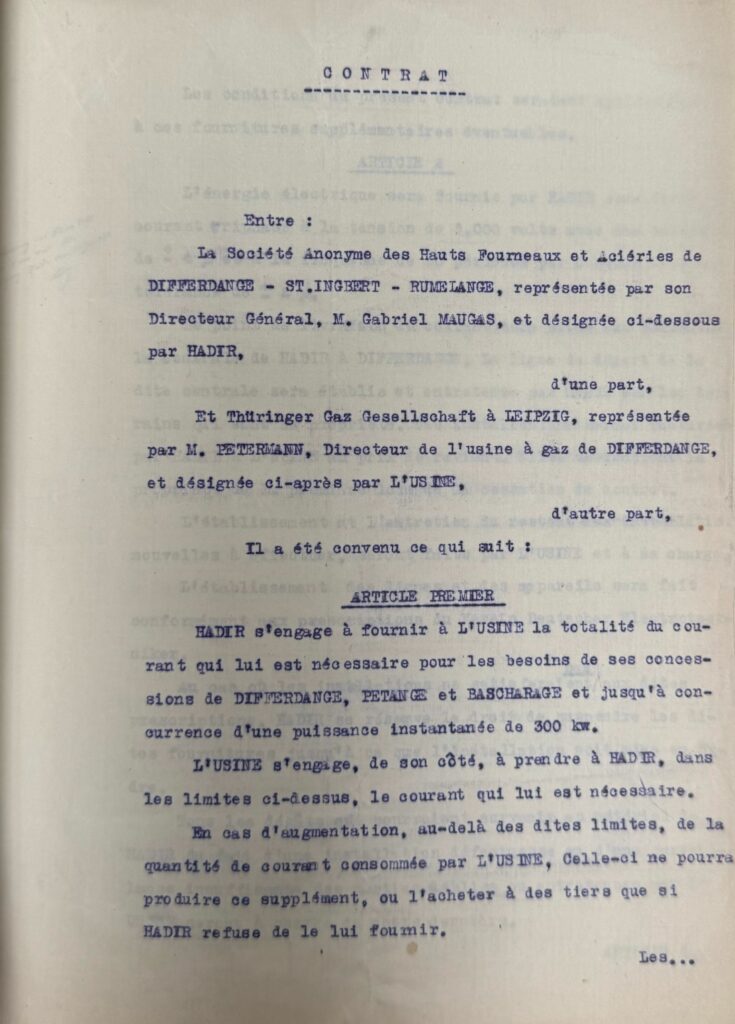 CONTRAT
Entre :
La Société Anonyme des Hauts Fourneaux et Aciéries de
DIFFERDANGE - ST.INGBERT - RUMELANGE, représentée par son
Directeur Général, M. Gabriel MAUGAS, et désignée ci-dessous
par HADIR,
d'une part,
Et Thüringer Gaz Gesellschaft à LEIPZIG, représentée
par M. PETERMANN, Directeur de l'usine à gaz de DIFFERDANGE,
et désignée ci-après par L'USINE,
d'autre part,
Il a été convenu ce qui suit :
ARTICLE PREMIER
HADIR s'engage à fournir à L'USINE la totalité du cou-
rant qui lui est nécessaire pour les besoins de ses conces-
sions de DIFFERDANGE, PETANGE et BASCHARAGE et jusqu'à con-
currence d'une puissance instantanée de 300 kw.
L'USINE s'engage, de son côté, à prendre à HADIR, dans
les limites ci-dessus, le courant qui lui est nécessaire.
En cas d'augmentation, au-delà des dites limites, de la
quantité de courant consommée par L'USINE, Celle-ci ne pourra
produire ce supplément, ou l'acheter à des tiers que si
HADIR refuse de le lui fournir.
Les...